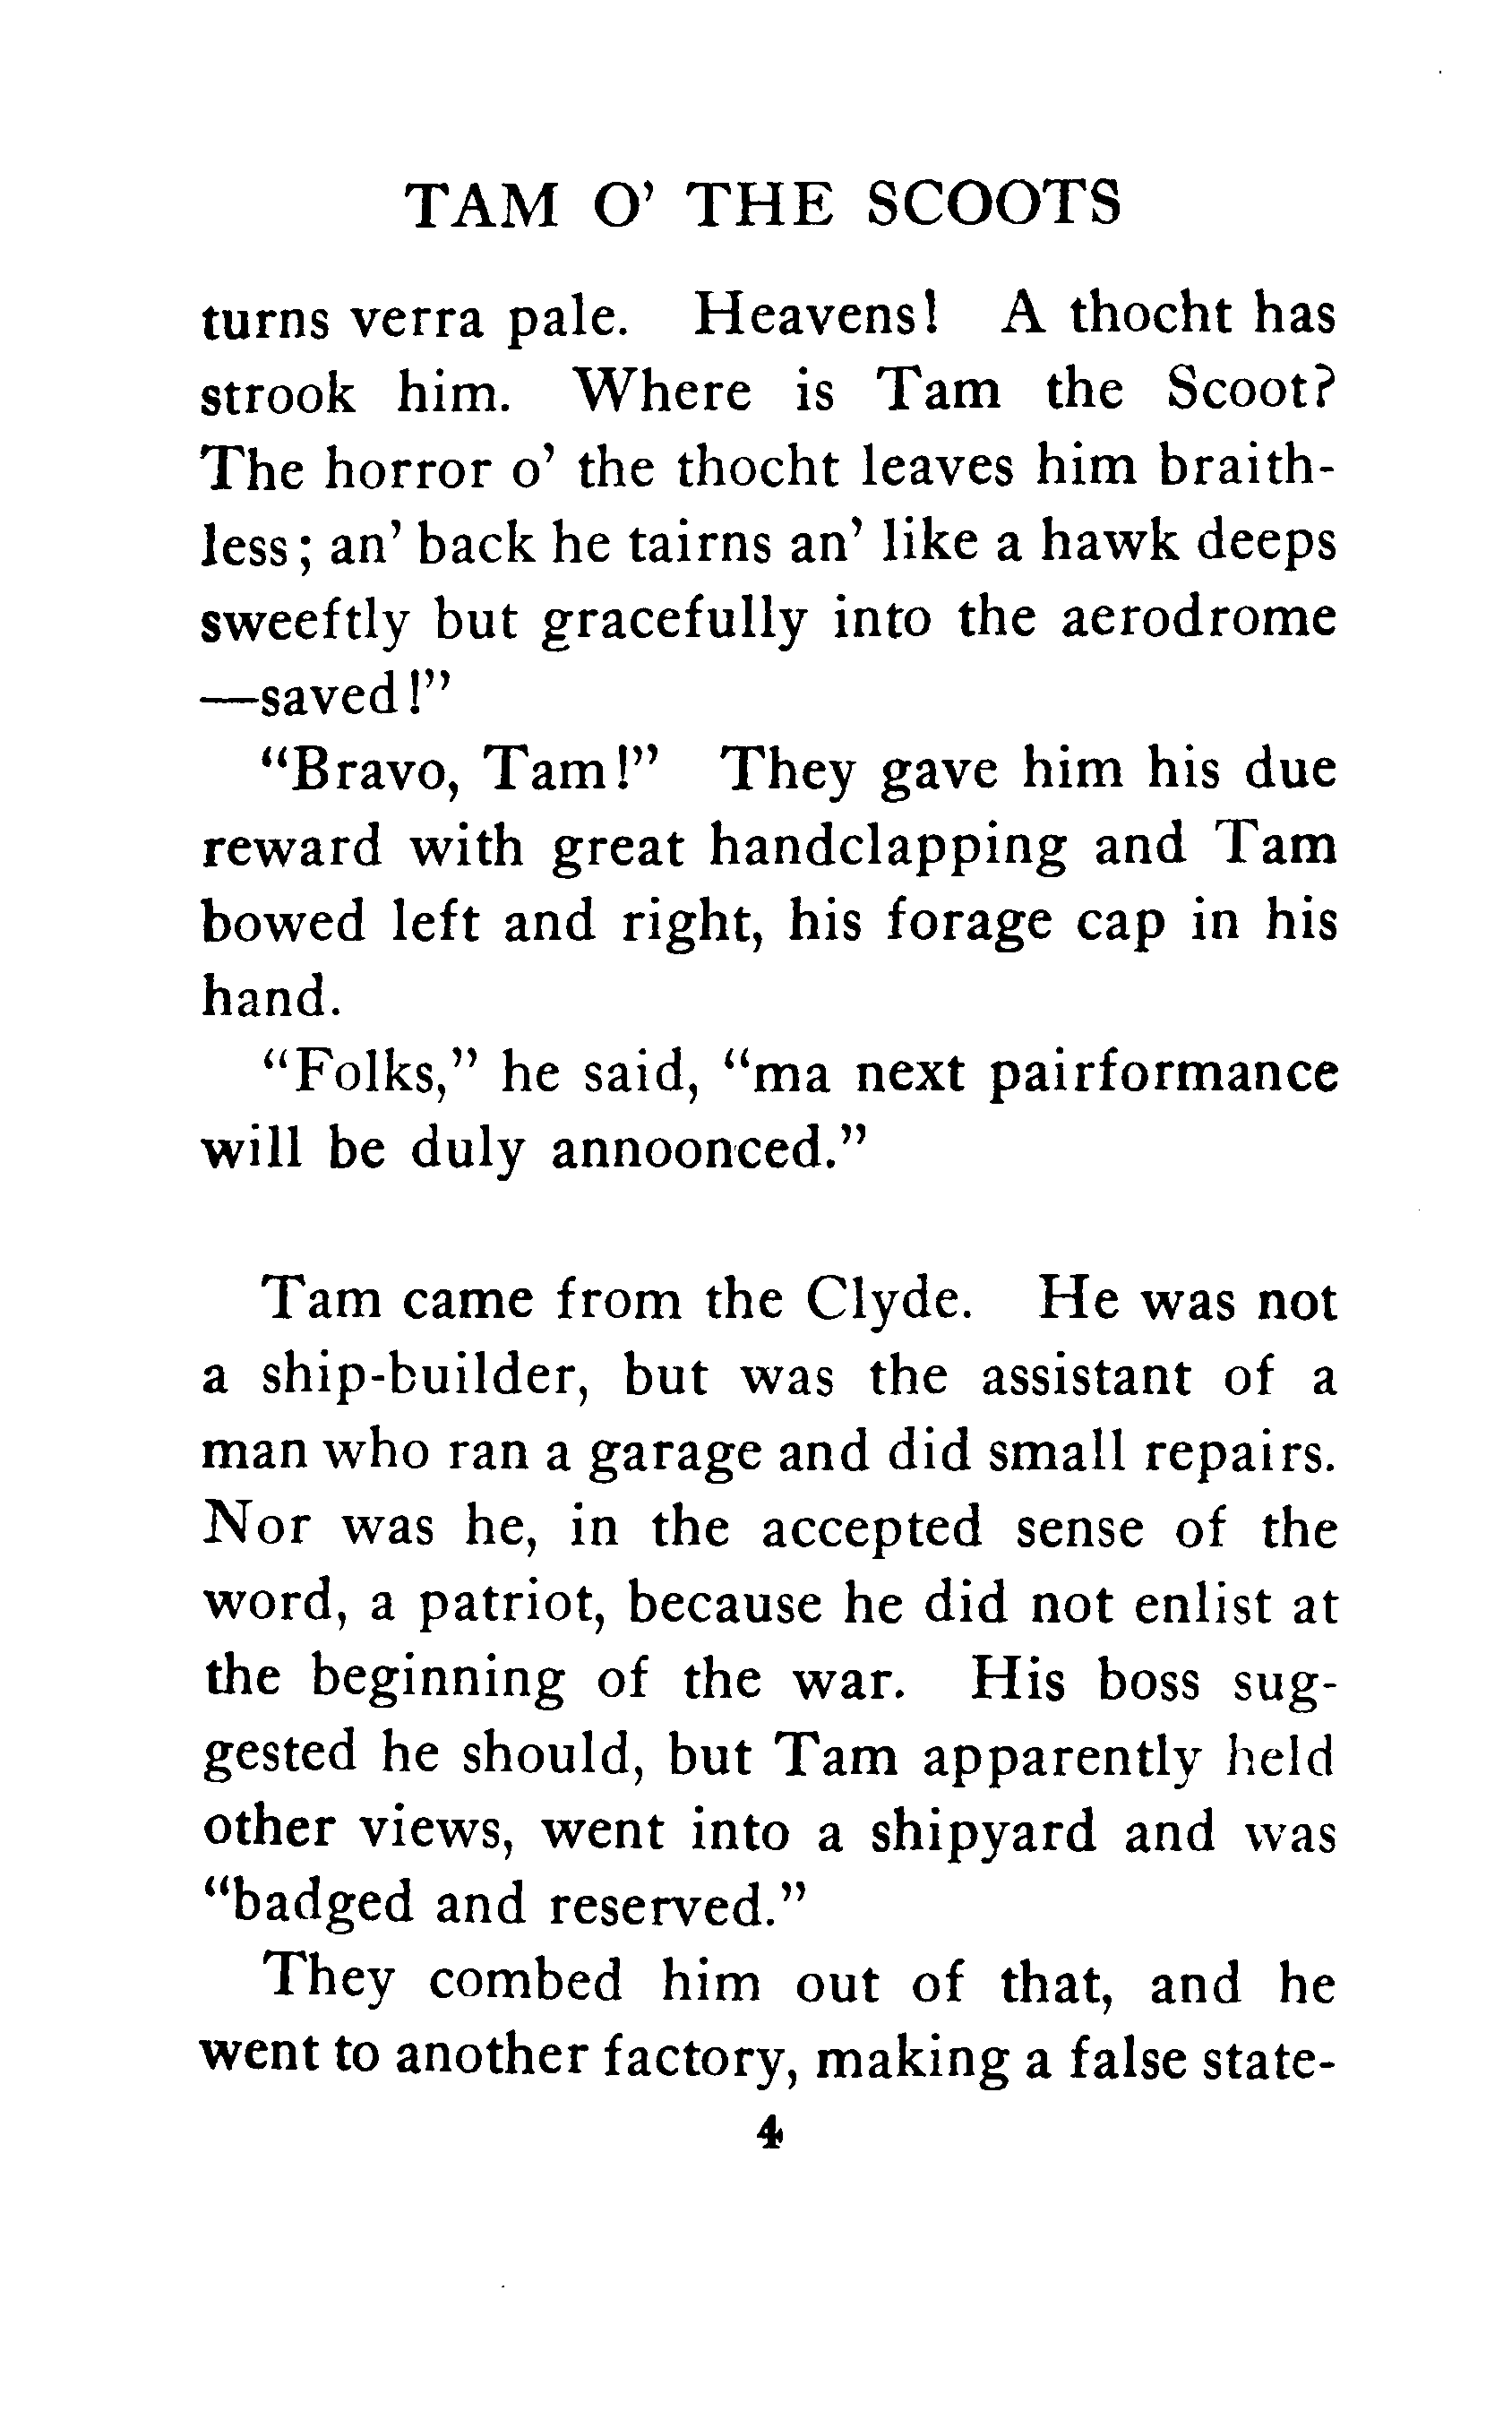 TAM O' THE SCOOTS
turns verra pale. Heavens! A thocht has
strook him. Where is Tam the Scoot?
The horror o' the thocht leaves him braith-
less; an' back he tairns an' like a hawk deeps
sweeftly but gracefully into the aerodrome
—saved!"
"Bravo, Tam!" They gave him his due
reward with great handclapping and Tam
bowed left and right, his forage cap in his
hand.
"Folks," he said, "ma next pairformance
will be duly annoonced."
Tam came from the Clyde. He was not
a ship-builder, but was the assistant of a
man who ran a garage and did small repairs.
Nor was he, in the accepted sense of the
word, a patriot, because he did not enlist at
the beginning of the war. His boss sug-
gested he should, but Tam apparently held
other views, went into a shipyard and was
"badged and reserved."
They combed him out of that, and he
went to another factory, making a false state-
4